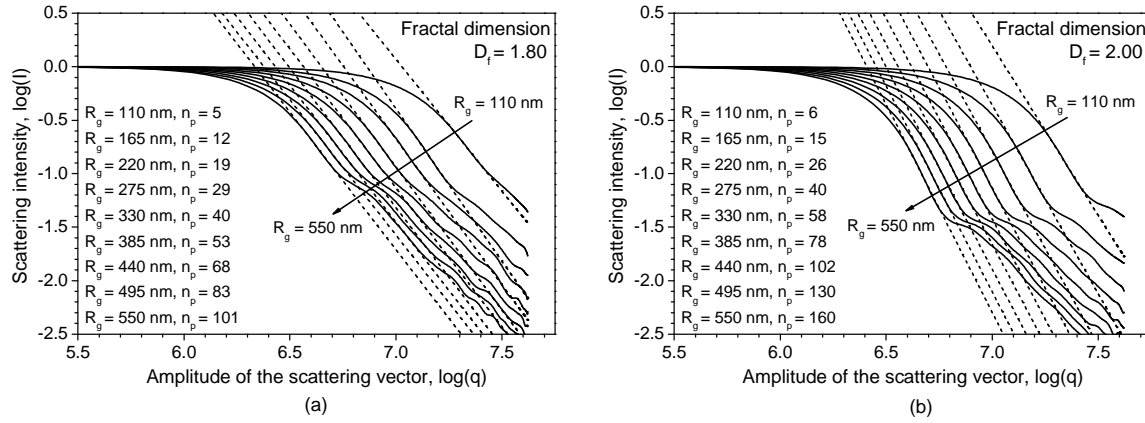 0.5
0.0
-0.5
-1.0
-1.5
-2.0
-2.5
5.5 6.0 6.5 7.0 7.5
Scattering intensity, log(I)
Amplitude of the scattering vector, log(q)
Fractal dimension
D_f = 1.80
R_g = 110 nm
R_g = 550 nm
R_g = 110 nm, n_p = 5
R_g = 165 nm, n_p = 12
R_g = 220 nm, n_p = 19
R_g = 275 nm, n_p = 29
R_g = 330 nm, n_p = 40
R_g = 385 nm, n_p = 53
R_g = 440 nm, n_p = 68
R_g = 495 nm, n_p = 83
R_g = 550 nm, n_p = 101
(a)
0.5
0.0
-0.5
-1.0
-1.5
-2.0
-2.5
5.5 6.0 6.5 7.0 7.5
Scattering intensity, log(I)
Amplitude of the scattering vector, log(q)
Fractal dimension
D_f = 2.00
R_g = 110 nm
R_g = 550 nm
R_g = 110 nm, n_p = 6
R_g = 165 nm, n_p = 15
R_g = 220 nm, n_p = 26
R_g = 275 nm, n_p = 40
R_g = 330 nm, n_p = 58
R_g = 385 nm, n_p = 78
R_g = 440 nm, n_p = 102
R_g = 495 nm, n_p = 130
R_g = 550 nm, n_p = 160
(b)